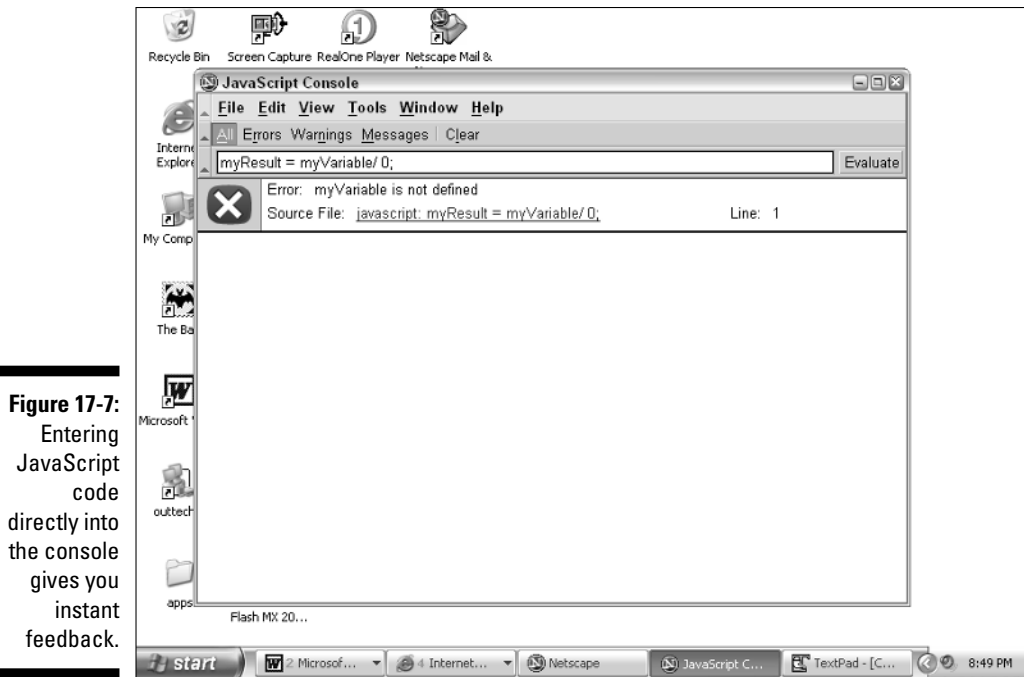 Recycle Bin
Screen Capture
RealOne Player
Netscape Mail &
JavaScript Console
File Edit View Tools Window Help
All Errors Warnings Messages Clear
myResult = myVariable/ 0;
Evaluate
Error: myVariable is not defined
Source File: javascript: myResult = myVariable/ 0;
Line: 1
Interne
Explore
My Comp
The Ba
W
Microsoft
outtech
apps
Flash MX 20...
Figure 17-7:
Entering
JavaScript
code
directly into
the console
gives you
instant
feedback.
start
W 2 Microsof...
4 Internet...
Netscape
JavaScript C...
TextPad - [C...
8:49 PM